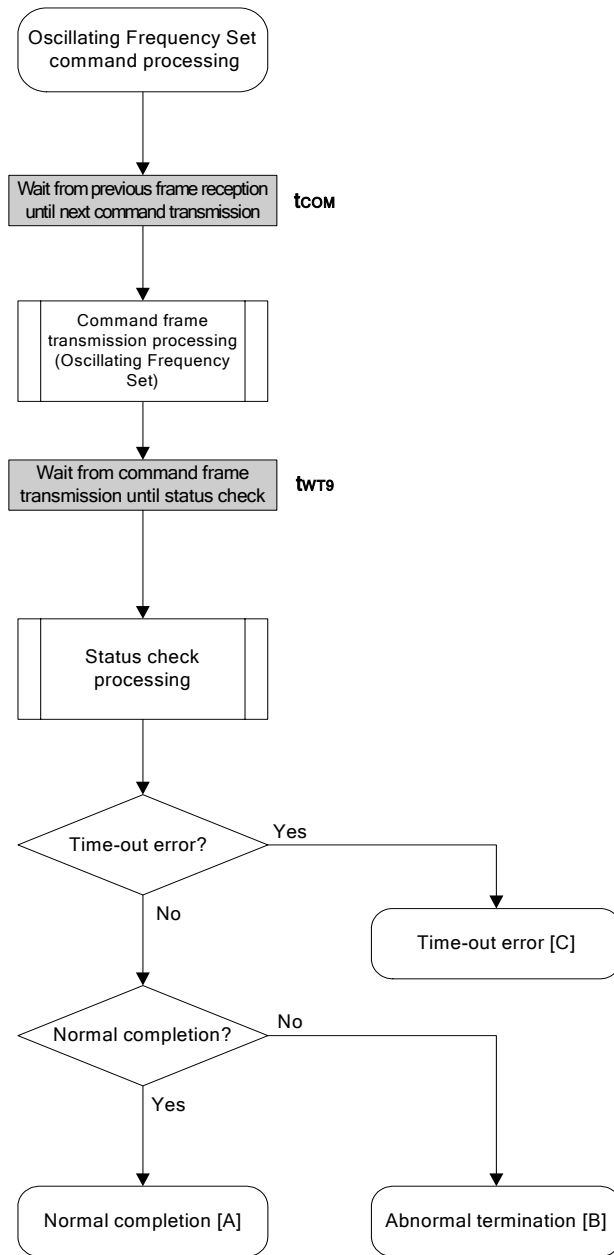 Oscillating Frequency Set
command processing
Wait from previous frame reception
until next command transmission
tCOM
Command frame
transmission processing
(Oscillating Frequency
Set)
Wait from command frame
transmission until status check
tWT9
Status check
processing
Time-out error?
Yes
No
Time-out error [C]
Normal completion?
No
Yes
Normal completion [A]
Abnormal termination [B]